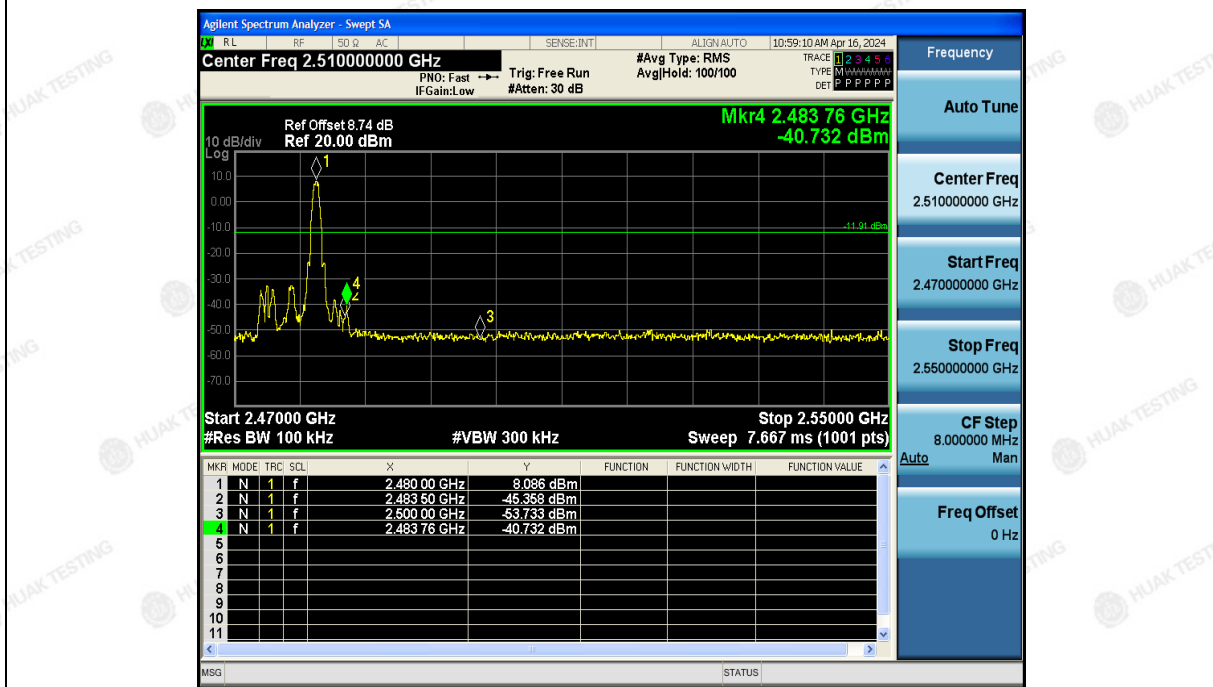 Agilent Spectrum Analyzer - Swept SA
RL RF 50 Ω AC SENSE:INT ALIGN AUTO 10:59:10 AM Apr 16, 2024
Center Freq 2.510000000 GHz
PNO: Fast
IFGain:Low
Trig: Free Run
#Atten: 30 dB
#Avg Type: RMS
Avg|Hold: 100/100
TRACE 1 2 3 4 5 6
TYPE M
DET P P P P P P
Mkr4 2.483 76 GHz
-40.732 dBm
Ref Offset 8.74 dB
10 dB/div Ref 20.00 dBm
Log
10.0
0.00
-10.0
-20.0
-30.0
-40.0
-50.0
-60.0
-70.0
1
-11.91 dBm
4
2
3
Start 2.47000 GHz Stop 2.55000 GHz
#Res BW 100 kHz #VBW 300 kHz Sweep 7.667 ms (1001 pts)
MKR MODE TRC SCL X Y FUNCTION FUNCTION WIDTH FUNCTION VALUE
1 N 1 f 2.480 00 GHz 8.086 dBm
2 N 1 f 2.483 50 GHz -45.358 dBm
3 N 1 f 2.500 00 GHz -53.733 dBm
4 N 1 f 2.483 76 GHz -40.732 dBm
5
6
7
8
9
10
11
MSG STATUS
Frequency
Auto Tune
Center Freq
2.510000000 GHz
Start Freq
2.470000000 GHz
Stop Freq
2.550000000 GHz
CF Step
8.000000 MHz
Auto Man
Freq Offset
0 Hz
HUAK TESTING